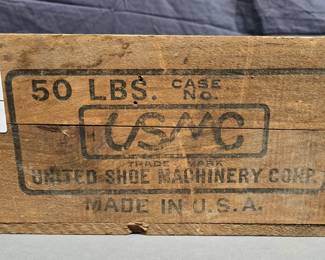 50 LBS. CASE NO.
USMC
TRADE MARK
UNITED SHOE MACHINERY CORP.
MADE IN U.S.A.